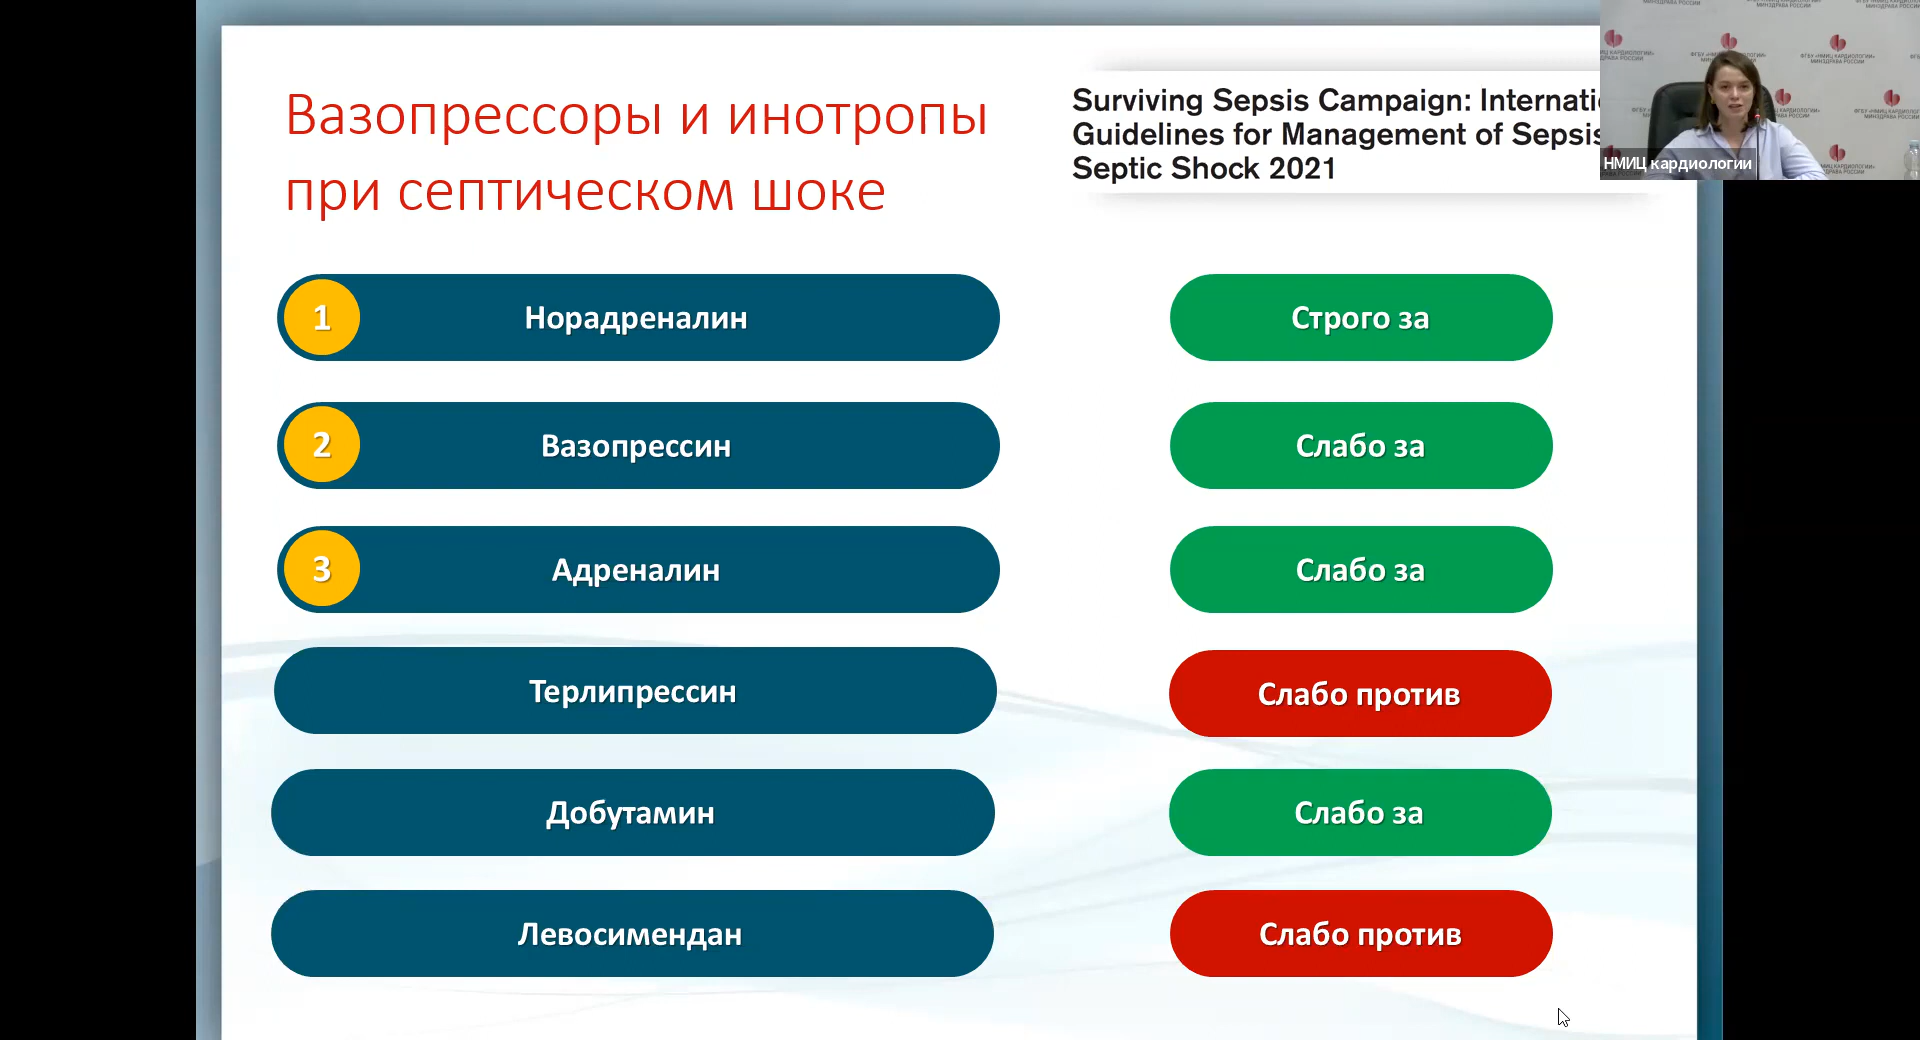 Вазопрессоры и инотропы
при септическом шоке
Surviving Sepsis Campaign: Internati
Guidelines for Management of Sepsis
Septic Shock 2021
НМИЦ кардиологии
1 Норадреналин Строго за
2 Вазопрессин Слабо за
3 Адреналин Слабо за
Терлипрессин Слабо против
Добутамин Слабо за
Левосимендан Слабо против